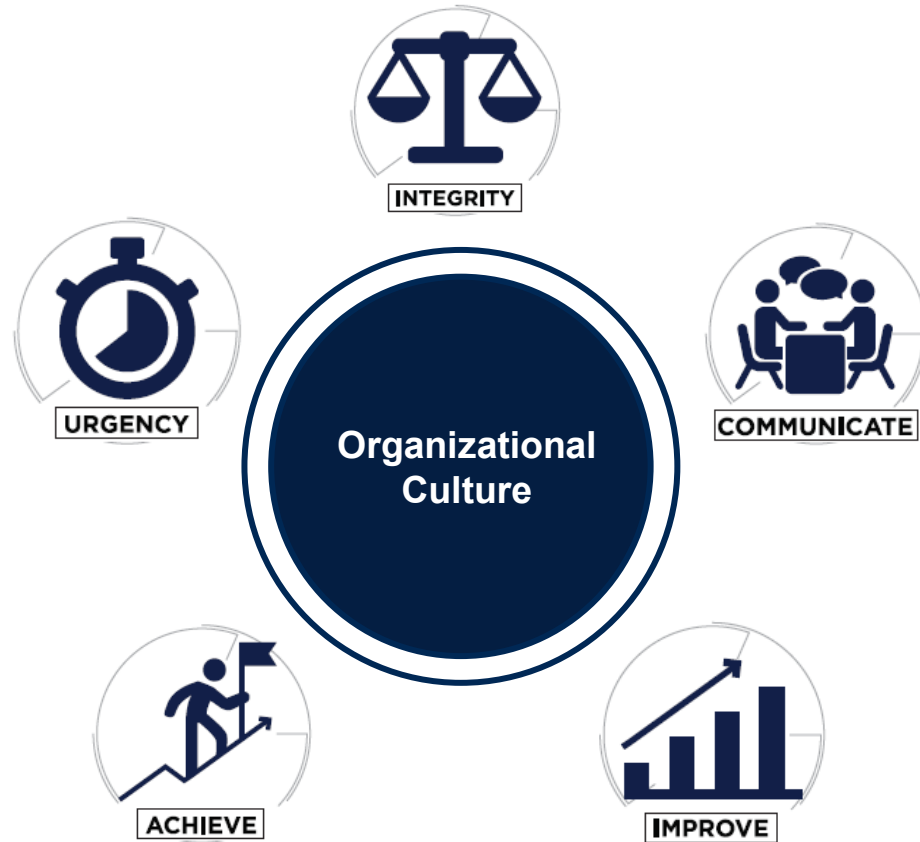 INTEGRITY
URGENCY
COMMUNICATE
Organizational
Culture
ACHIEVE
IMPROVE